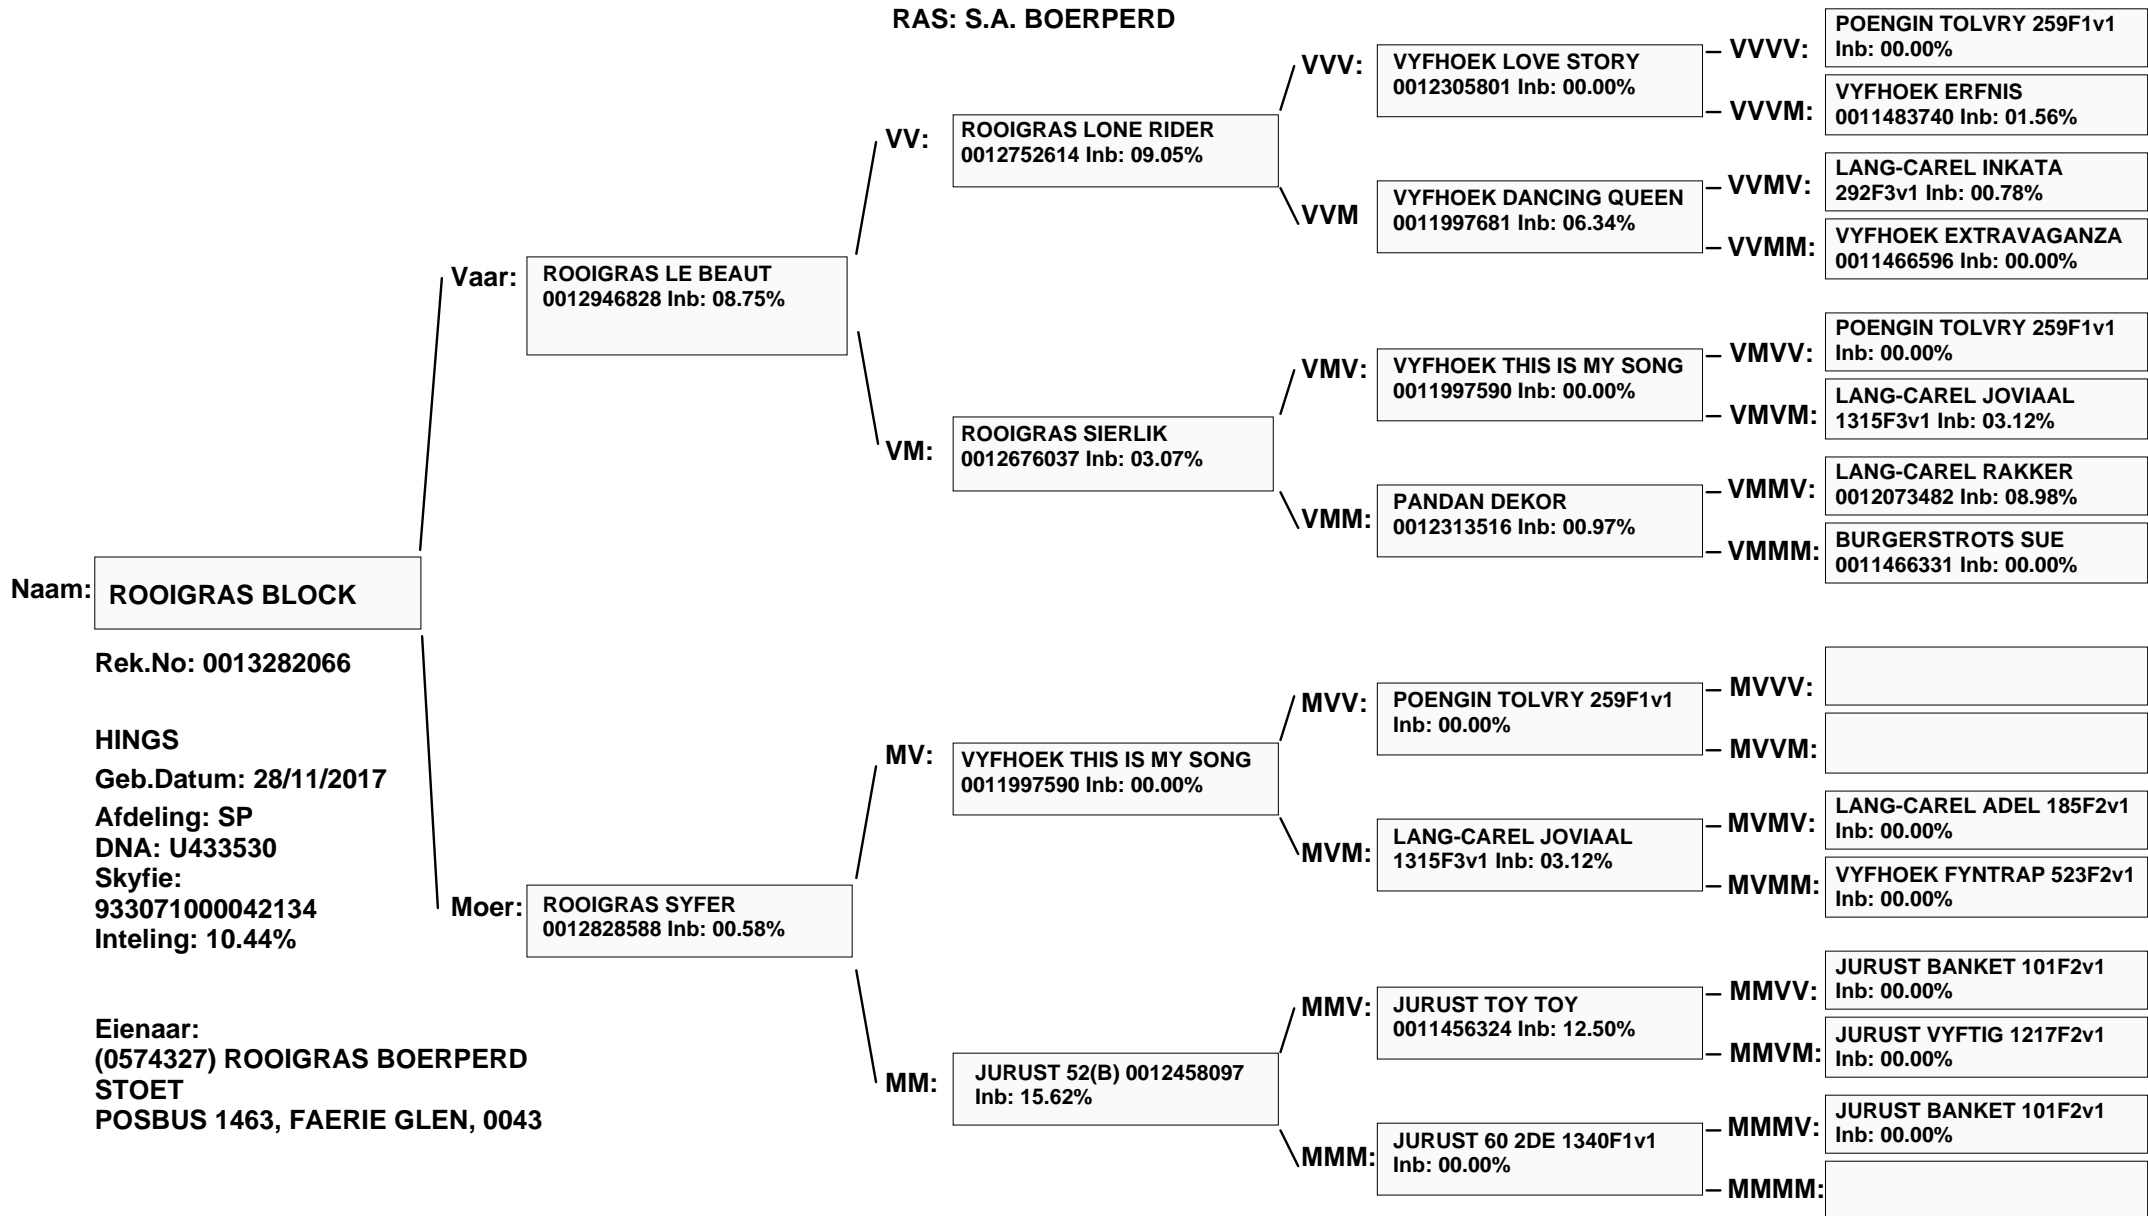 RAS: S.A. BOERPERD
Naam:
ROOIGRAS BLOCK
Rek.No: 0013282066
HINGS
Geb.Datum: 28/11/2017
Afdeling: SP
DNA: U433530
Skyfie:
933071000042134
Inteling: 10.44%
Eienaar:
(0574327) ROOIGRAS BOERPERD
STOET
POSBUS 1463, FAERIE GLEN, 0043
Vaar:
ROOIGRAS LE BEAUT
0012946828 Inb: 08.75%
Moer:
ROOIGRAS SYFER
0012828588 Inb: 00.58%
VV:
ROOIGRAS LONE RIDER
0012752614 Inb: 09.05%
VM:
ROOIGRAS SIERLIK
0012676037 Inb: 03.07%
MV:
VYFHOEK THIS IS MY SONG
0011997590 Inb: 00.00%
MM:
JURUST 52(B) 0012458097
Inb: 15.62%
VVV:
VYFHOEK LOVE STORY
0012305801 Inb: 00.00%
VVM
VYFHOEK DANCING QUEEN
0011997681 Inb: 06.34%
VMV:
VYFHOEK THIS IS MY SONG
0011997590 Inb: 00.00%
VMM:
PANDAN DEKOR
0012313516 Inb: 00.97%
MVV:
POENGIN TOLVRY 259F1v1
Inb: 00.00%
MVM:
LANG-CAREL JOVIAAL
1315F3v1 Inb: 03.12%
MMV:
JURUST TOY TOY
0011456324 Inb: 12.50%
MMM:
JURUST 60 2DE 1340F1v1
Inb: 00.00%
VVVV:
POENGIN TOLVRY 259F1v1
Inb: 00.00%
VVVM:
VYFHOEK ERFNIS
0011483740 Inb: 01.56%
VVMV:
LANG-CAREL INKATA
292F3v1 Inb: 00.78%
VVMM:
VYFHOEK EXTRAVAGANZA
0011466596 Inb: 00.00%
VMVV:
POENGIN TOLVRY 259F1v1
Inb: 00.00%
VMVM:
LANG-CAREL JOVIAAL
1315F3v1 Inb: 03.12%
VMMV:
LANG-CAREL RAKKER
0012073482 Inb: 08.98%
VMMM:
BURGERSTROTS SUE
0011466331 Inb: 00.00%
MVVV:
MVVM:
MVMV:
LANG-CAREL ADEL 185F2v1
Inb: 00.00%
MVMM:
VYFHOEK FYNTRAP 523F2v1
Inb: 00.00%
MMVV:
JURUST BANKET 101F2v1
Inb: 00.00%
MMVM:
JURUST VYFTIG 1217F2v1
Inb: 00.00%
MMMV:
JURUST BANKET 101F2v1
Inb: 00.00%
MMMM: